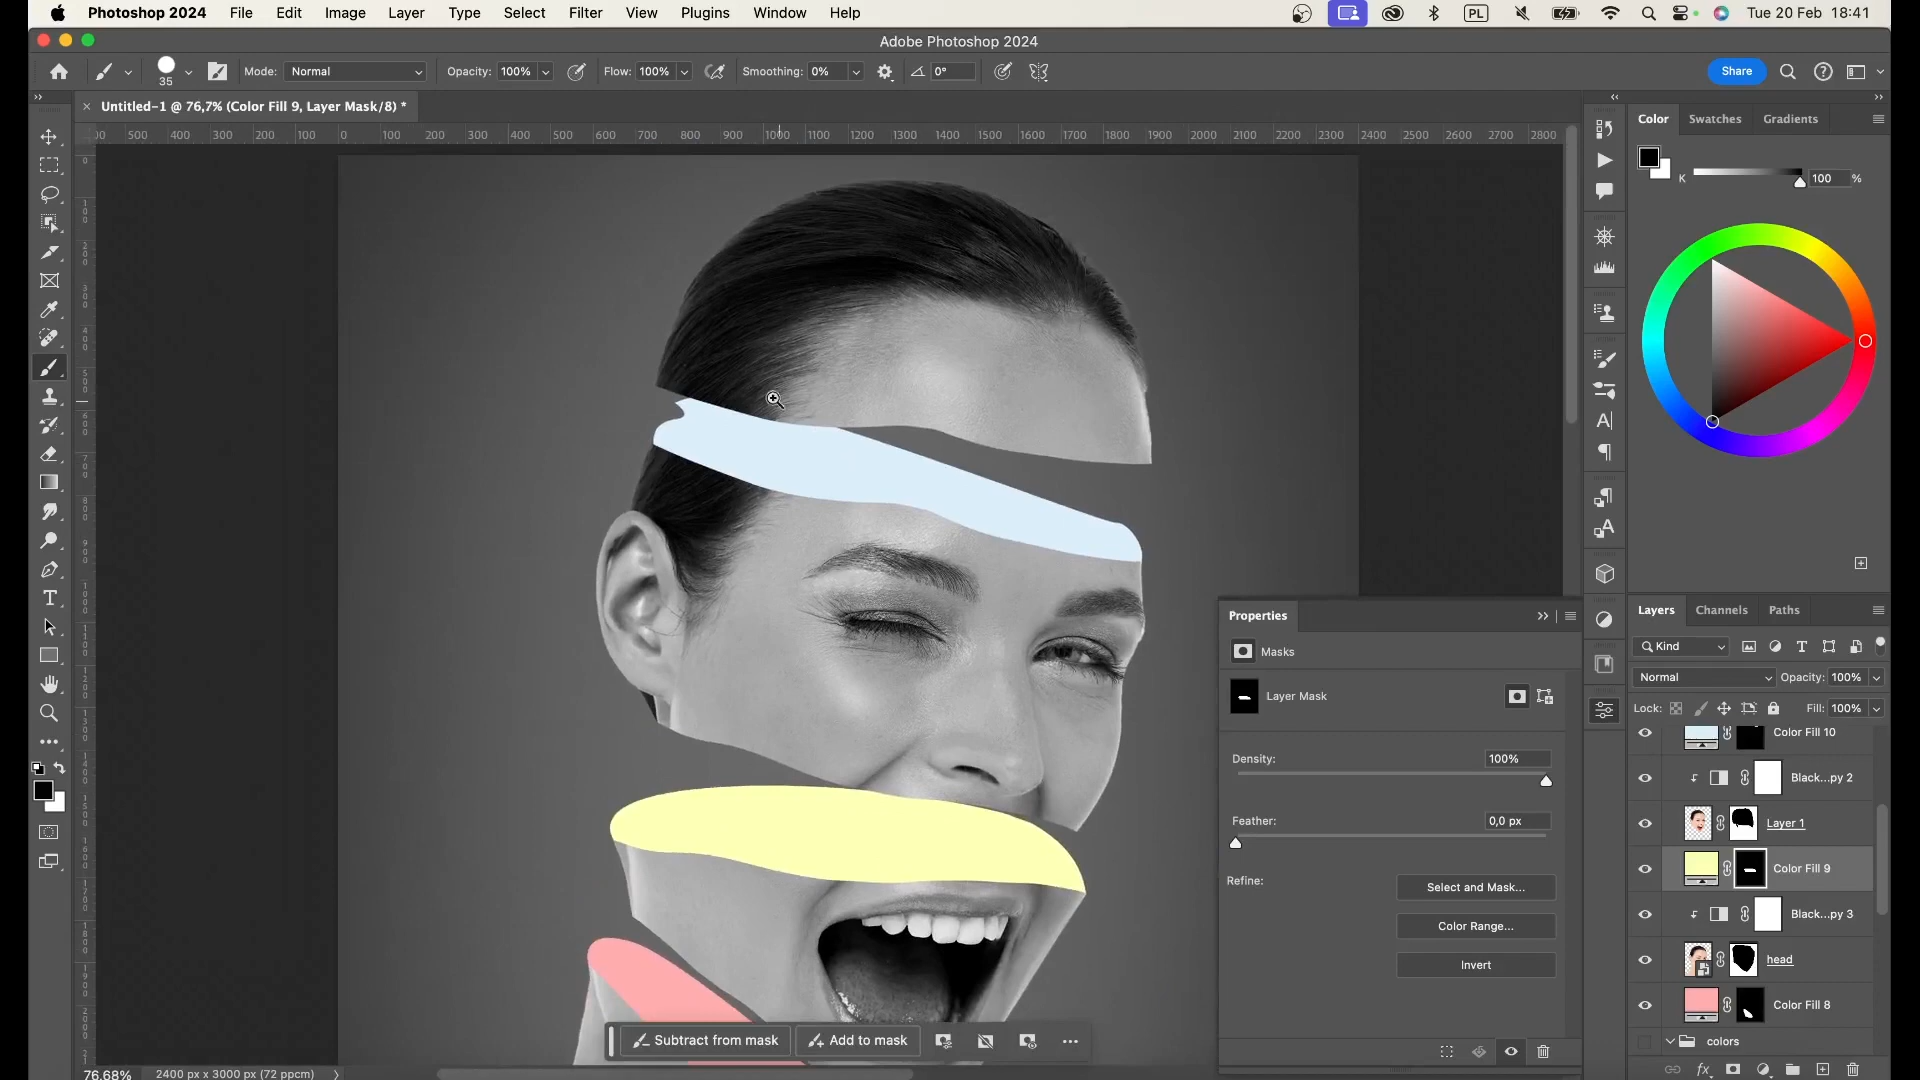 Photoshop 2024 File Edit Image Layer Type Select Filter View Plugins Window Help PL Tue 20 Feb 18:41
Adobe Photoshop 2024
35 Mode: Normal Opacity: 100% Flow: 100% Smoothing: 0% 0° Share
Untitled-1 @ 76,7% (Color Fill 9, Layer Mask/8) *
500 400 300 200 100 0 100 200 300 400 500 600 700 800 900 1000 1100 1200 1300 1400 1500 1600 1700 1800 1900 2000 2100 2200 2300 2400 2500 2600 2700 2800
Color Swatches Gradients
K 100 %
Properties
Masks
Layer Mask
Density: 100%
Feather: 0,0 px
Refine: Select and Mask...
Color Range...
Invert
Layers Channels Paths
Kind
Normal Opacity: 100%
Lock: Fill: 100%
Color Fill 10
Black...py 2
Layer 1
Color Fill 9
Black...py 3
head
Color Fill 8
colors
Subtract from mask Add to mask
76,68% 2400 px x 3000 px (72 ppcm)